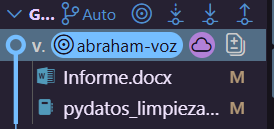 G... Auto
v. abraham-voz
Informe.docx M
pydatos_limpieza... M